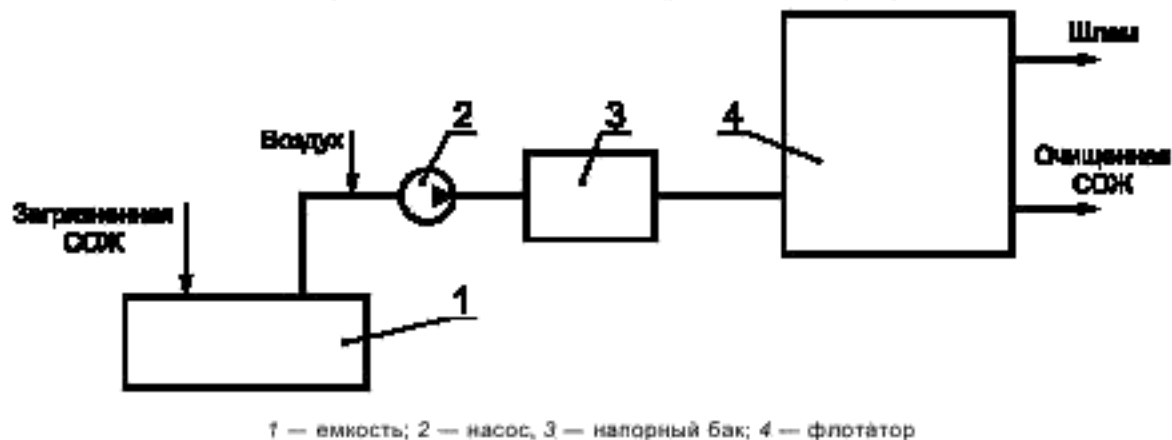 Шлам
2
3
4
Воздух
Очищенная
СОЖ
Загрязненная
СОЖ
1
1 — емкость; 2 — насос, 3 — напорный бак; 4 — флотатор